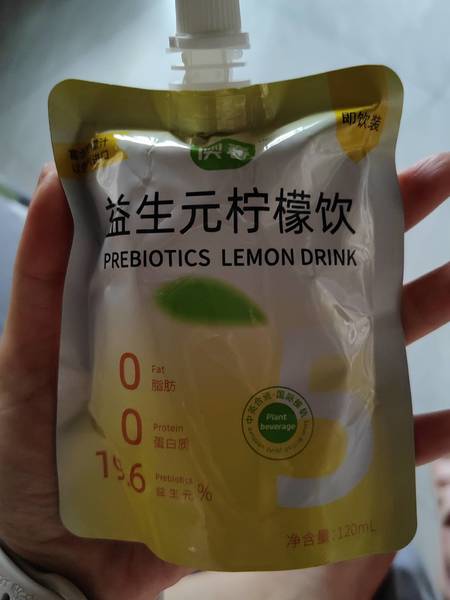 即饮装
益生元柠檬饮
PREBIOTICS LEMON DRINK
0 Fat
脂肪
0 Protein
蛋白质
19.6 Prebiotics
益生元 %
Plant
beverage
净含量:120mL